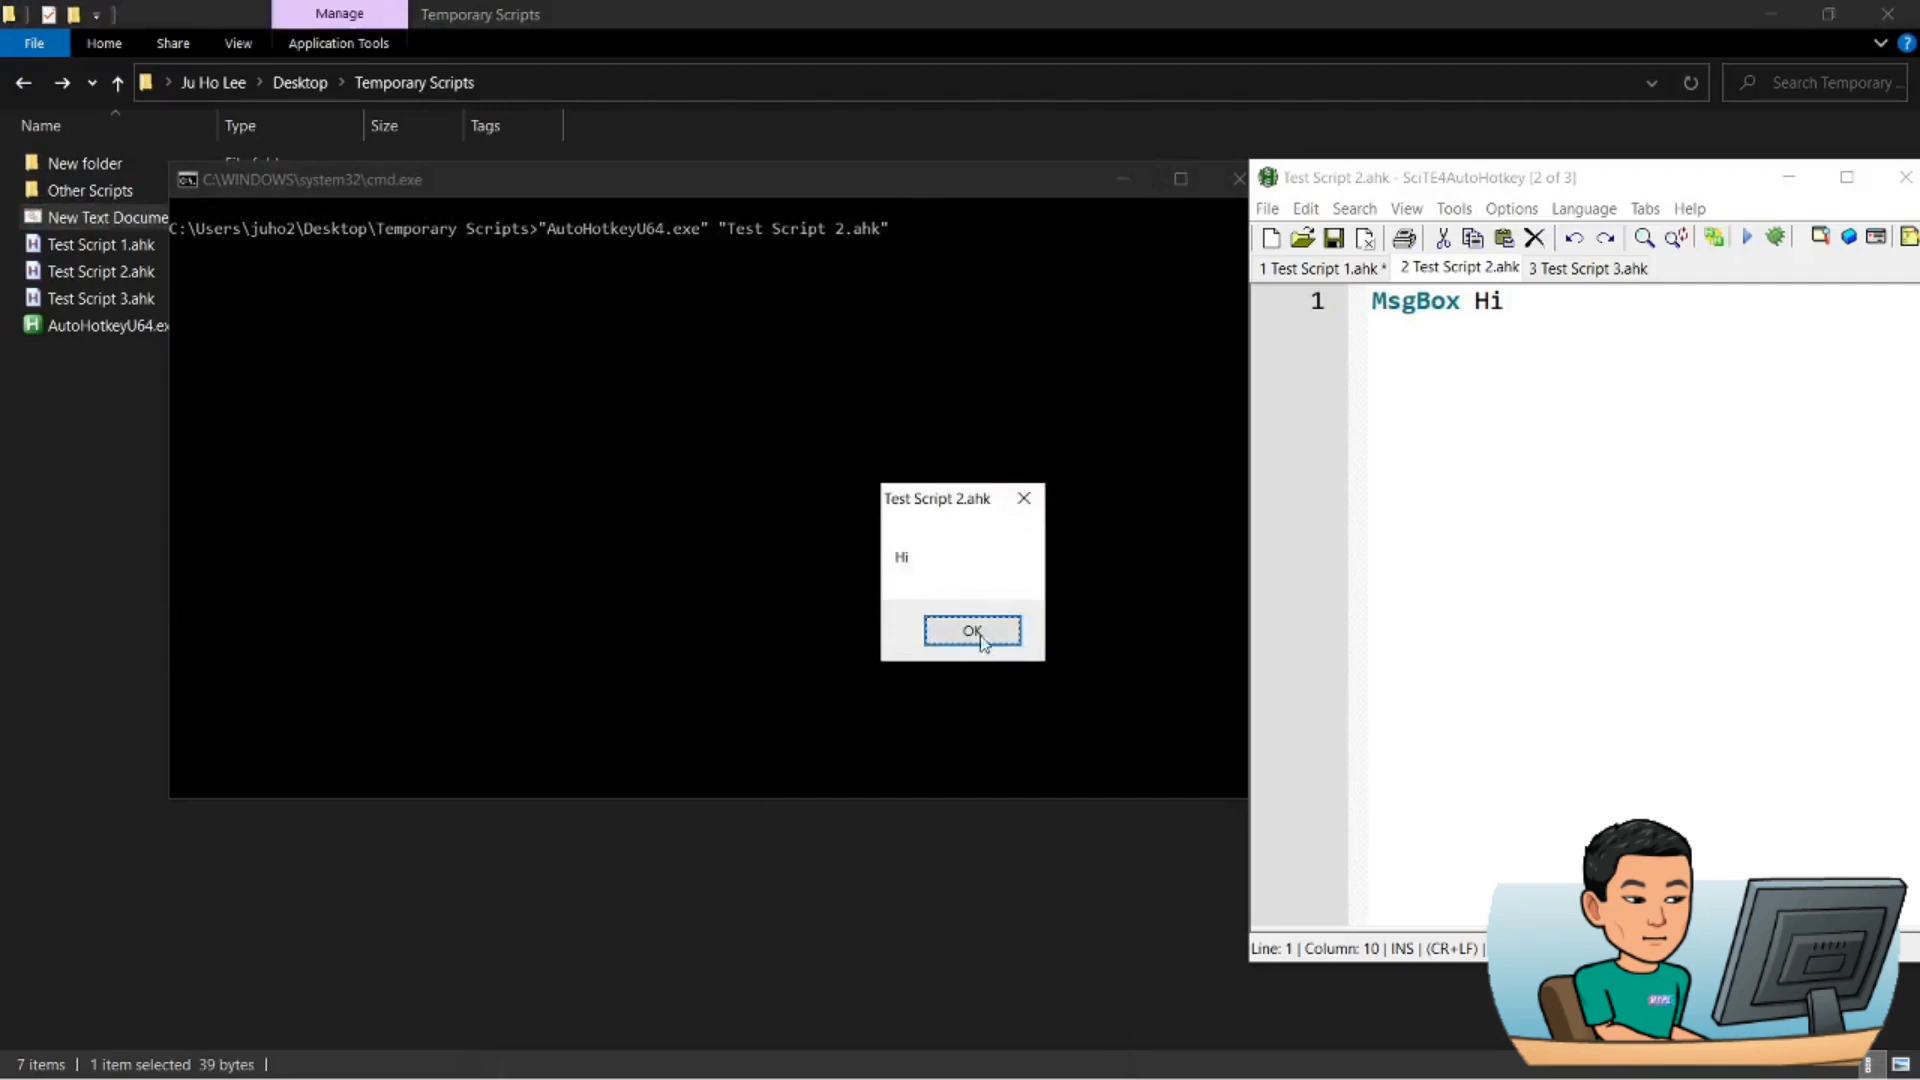 Manage
Temporary Scripts
File
Home
Share
View
Application Tools
Ju Ho Lee > Desktop > Temporary Scripts
Search Temporary ...
Name
Type
Size
Tags
New folder
Other Scripts
New Text Docume
Test Script 1.ahk
Test Script 2.ahk
Test Script 3.ahk
AutoHotkeyU64.ex
C:\WINDOWS\system32\cmd.exe
C:\Users\juho2\Desktop\Temporary Scripts>"AutoHotkeyU64.exe" "Test Script 2.ahk"
Test Script 2.ahk
Hi
OK
Test Script 2.ahk - SciTE4AutoHotkey [2 of 3]
File Edit Search View Tools Options Language Tabs Help
1 Test Script 1.ahk * 2 Test Script 2.ahk 3 Test Script 3.ahk
1 MsgBox Hi
Line: 1 | Column: 10 | INS | (CR+LF) |
7 items
1 item selected 39 bytes